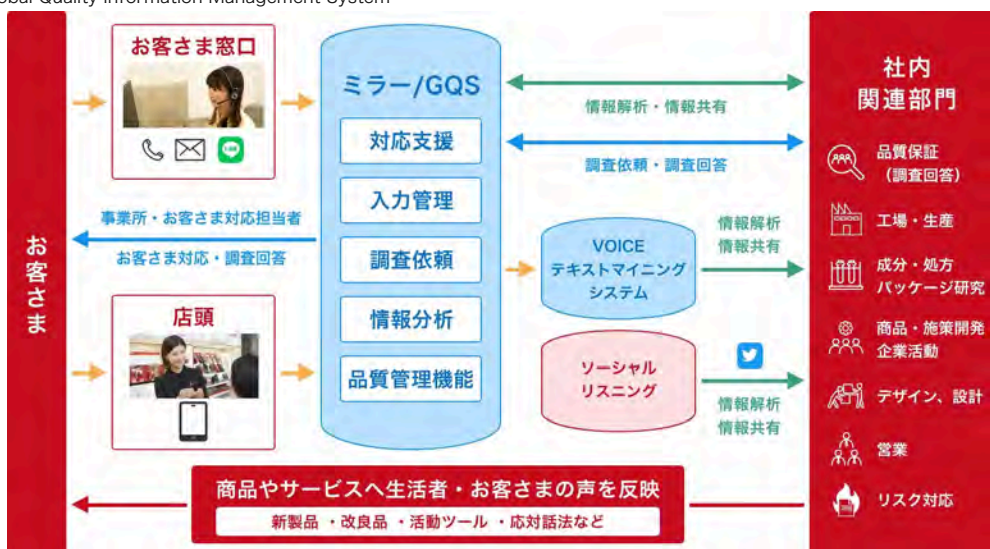 obal Quality Information Management System
お客さま
お客さま窓口
店頭
ミラー/GQS
対応支援
入力管理
調査依頼
情報分析
品質管理機能
事業所・お客さま対応担当者
お客さま対応・調査回答
情報解析・情報共有
調査依頼・調査回答
VOICE
テキストマイニング
システム
情報解析
情報共有
ソーシャル
リスニング
情報解析
情報共有
社内
関連部門
品質保証
(調査回答)
工場・生産
成分・処方
パッケージ研究
商品・施策開発
企業活動
デザイン、設計
営業
リスク対応
商品やサービスへ生活者・お客さまの声を反映
新製品 ・改良品 ・活動ツール ・応対話法など